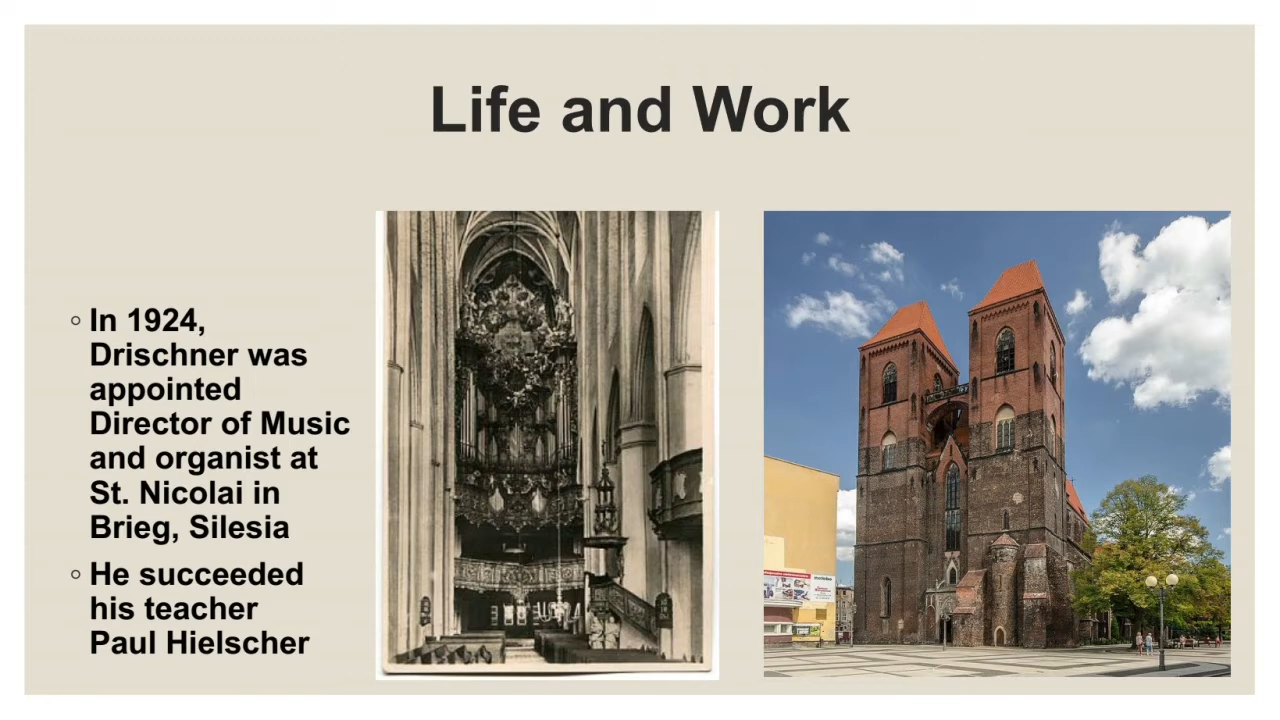 Life and Work
◦ In 1924,
Drischner was
appointed
Director of Music
and organist at
St. Nicolai in
Brieg, Silesia
◦ He succeeded
his teacher
Paul Hielscher